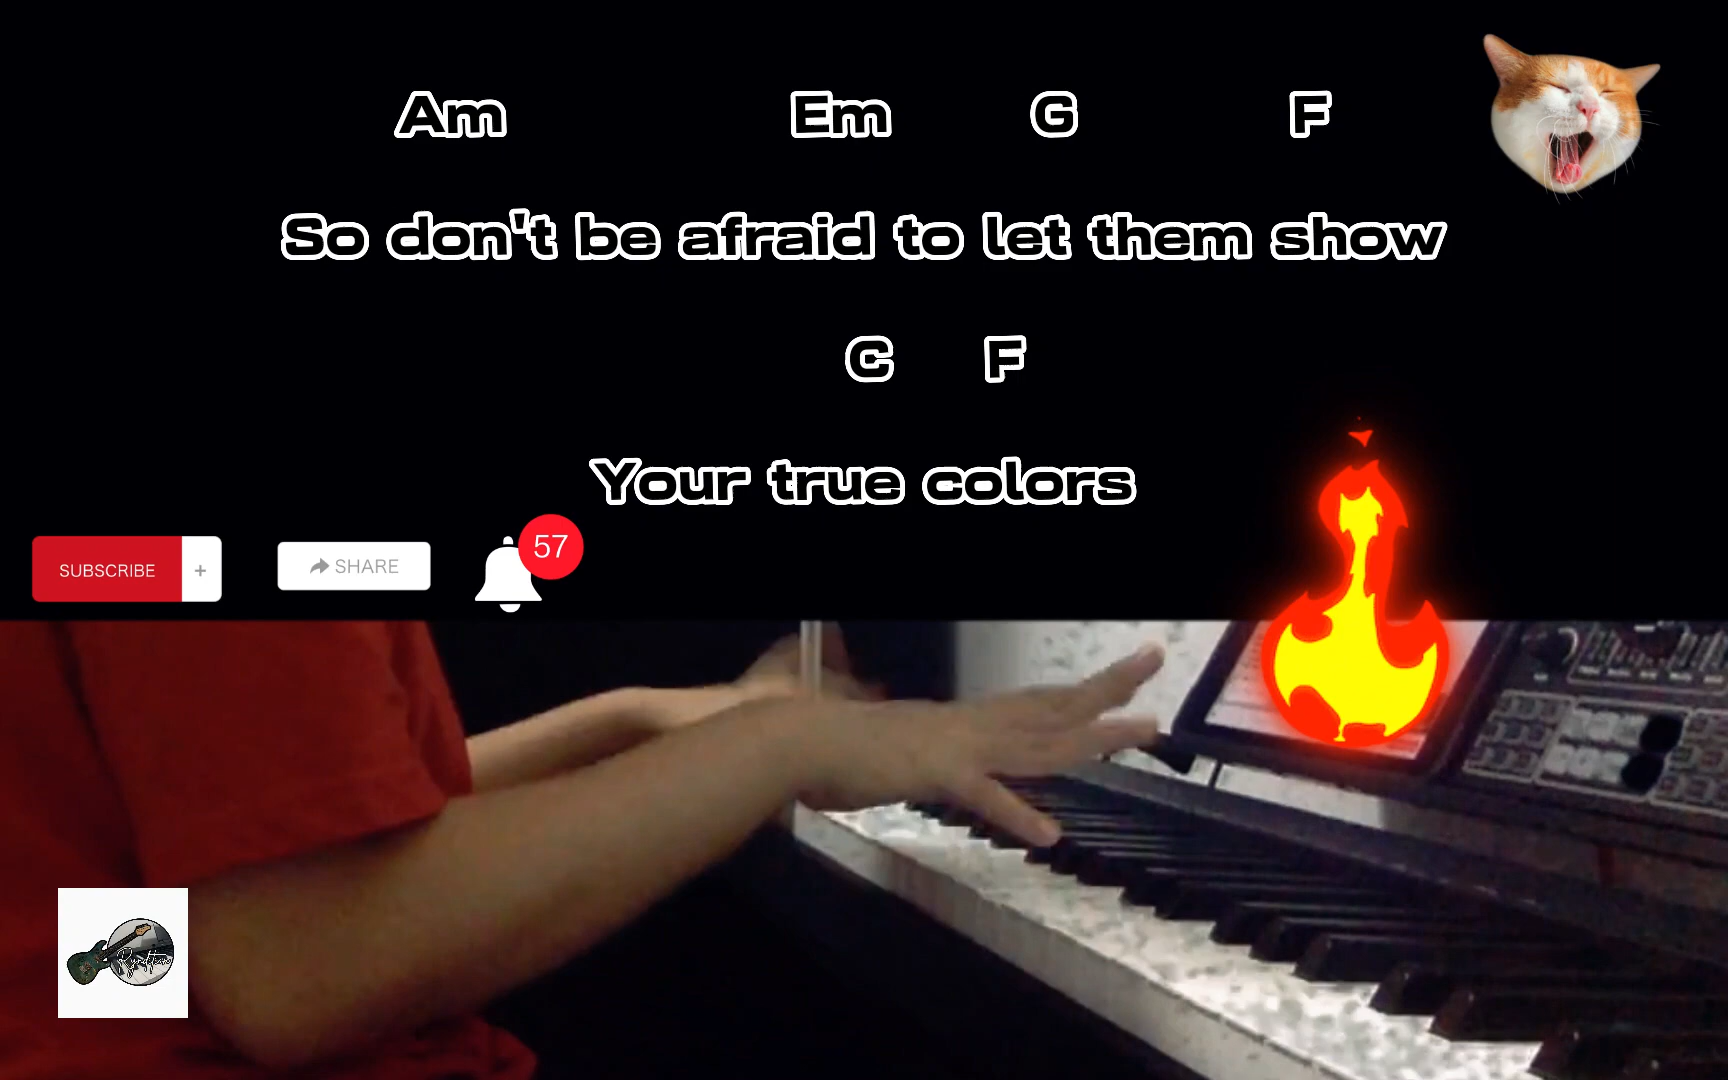 Am Em G F
So don't be afraid to let them show
C F
Your true colors
57
SUBSCRIBE +
SHARE